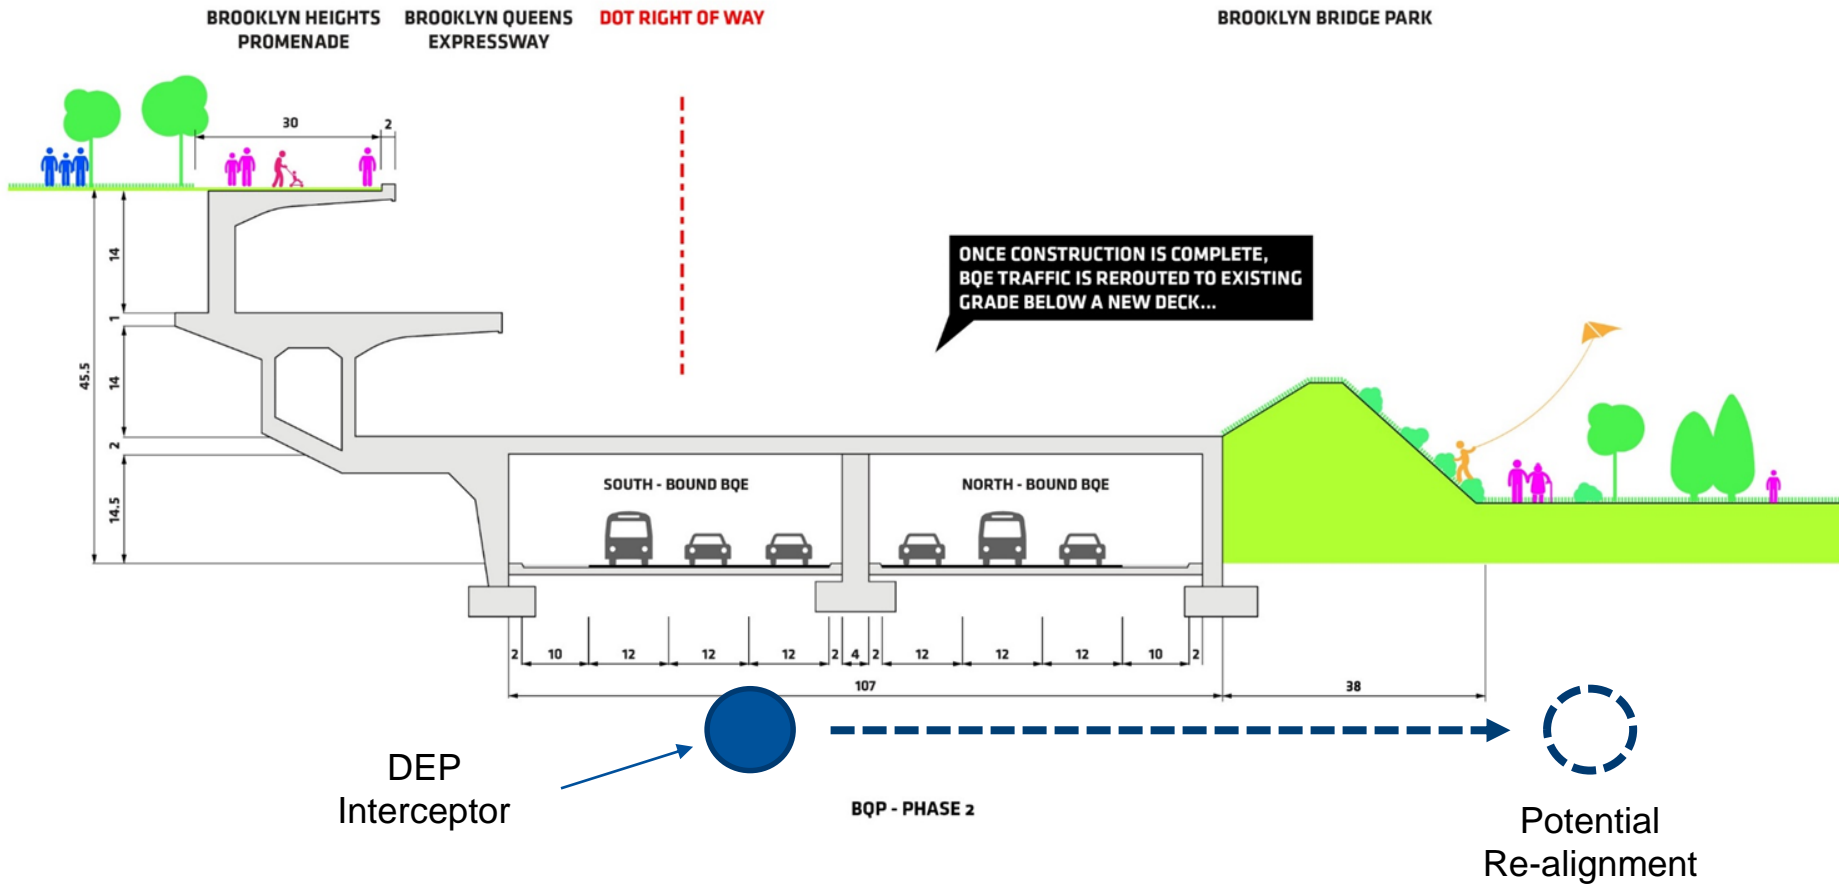 BROOKLYN HEIGHTS
PROMENADE
BROOKLYN QUEENS
EXPRESSWAY
DOT RIGHT OF WAY
BROOKLYN BRIDGE PARK
30
2
14
1
45.5
14
2
14.5
ONCE CONSTRUCTION IS COMPLETE,
BQE TRAFFIC IS REROUTED TO EXISTING
GRADE BELOW A NEW DECK...
SOUTH - BOUND BQE
NORTH - BOUND BQE
2 10 12 12 12 2 4 2 12 12 12 10 2
107
38
DEP
Interceptor
BQP - PHASE 2
Potential
Re-alignment